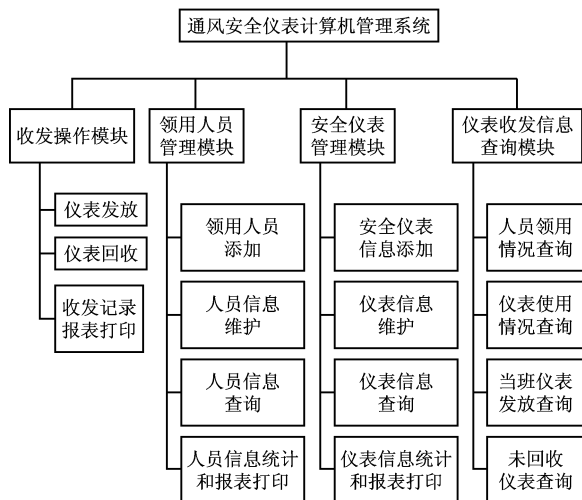 通风安全仪表计算机管理系统
收发操作模块
仪表发放
仪表回收
收发记录
报表打印
领用人员
管理模块
领用人员
添加
人员信息
维护
人员信息
查询
人员信息统计
和报表打印
安全仪表
管理模块
安全仪表
信息添加
仪表信息
维护
仪表信息
查询
仪表信息统计
和报表打印
仪表收发信息
查询模块
人员领用
情况查询
仪表使用
情况查询
当班仪表
发放查询
未回收
仪表查询